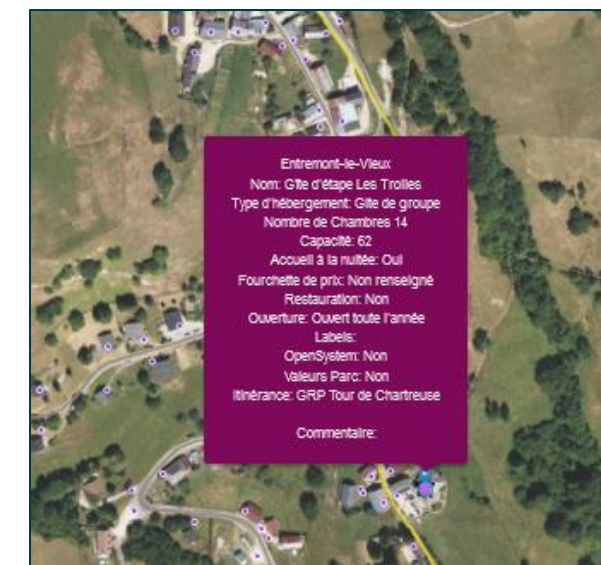 Entremont-le-Vieux
Nom: Gîte d'étape Les Trolles
Type d'hébergement: Gîte de groupe
Nombre de Chambres 14
Capacité: 62
Accueil à la nuitée: Oui
Fourchette de prix: Non renseigné
Restauration: Non
Ouverture: Ouvert toute l'année
Labels:
OpenSystem: Non
Valeurs Parc: Non
Itinérance: GRP Tour de Chartreuse
Commentaire: